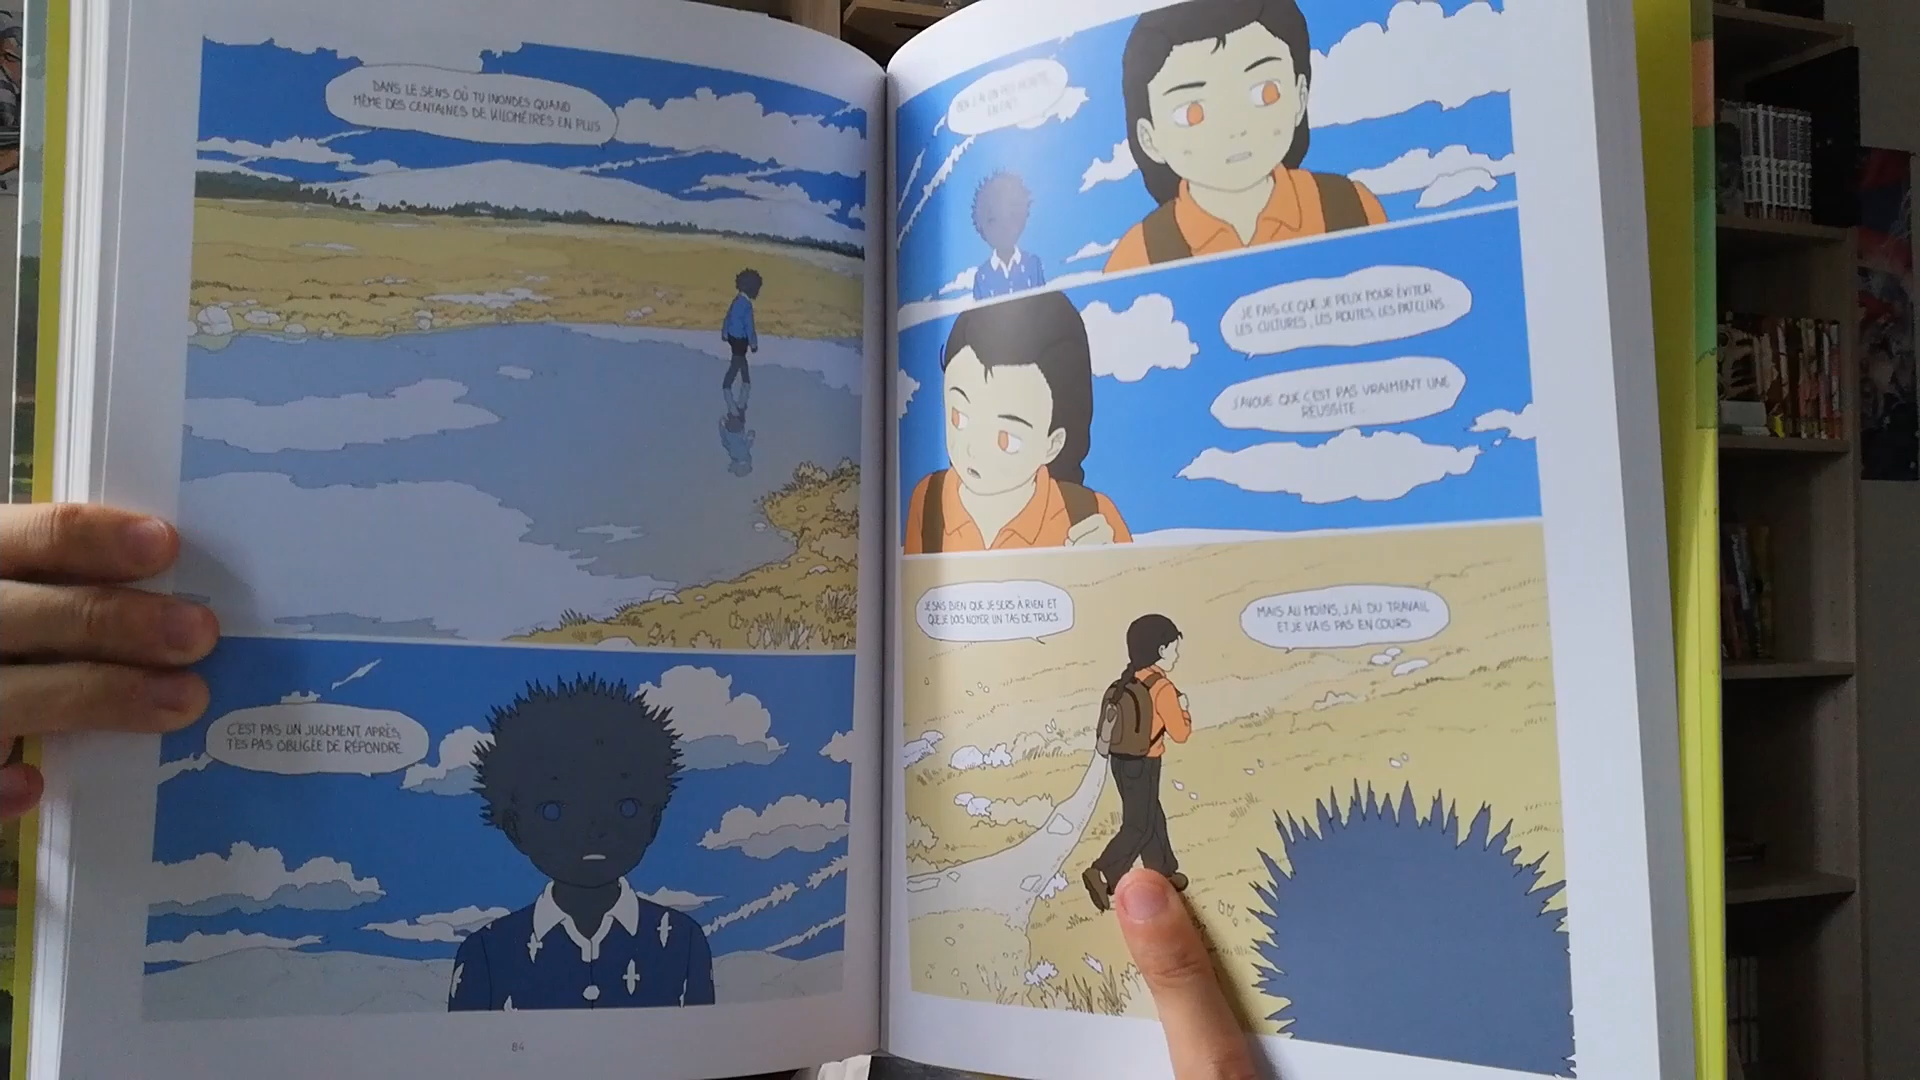 DANS LE SENS OÙ TU INONDES QUAND
MÊME DES CENTAINES DE KILOMÈTRES EN PLUS.
C'EST PAS UN JUGEMENT, APRÈS,
T'ES PAS OBLIGÉE DE RÉPONDRE.
84
JE FAIS CE QUE JE PEUX POUR ÉVITER
LES CULTURES, LES ROUTES, LES PATELINS.
J'AVOUE QUE C'EST PAS VRAIMENT UNE
RÉUSSITE...
JE SAIS BIEN QUE JE SERS À RIEN ET
QUE JE DOIS NOYER UN TAS DE TRUCS.
MAIS AU MOINS, J'AI DU TRAVAIL
ET JE VAIS PAS EN COURS.